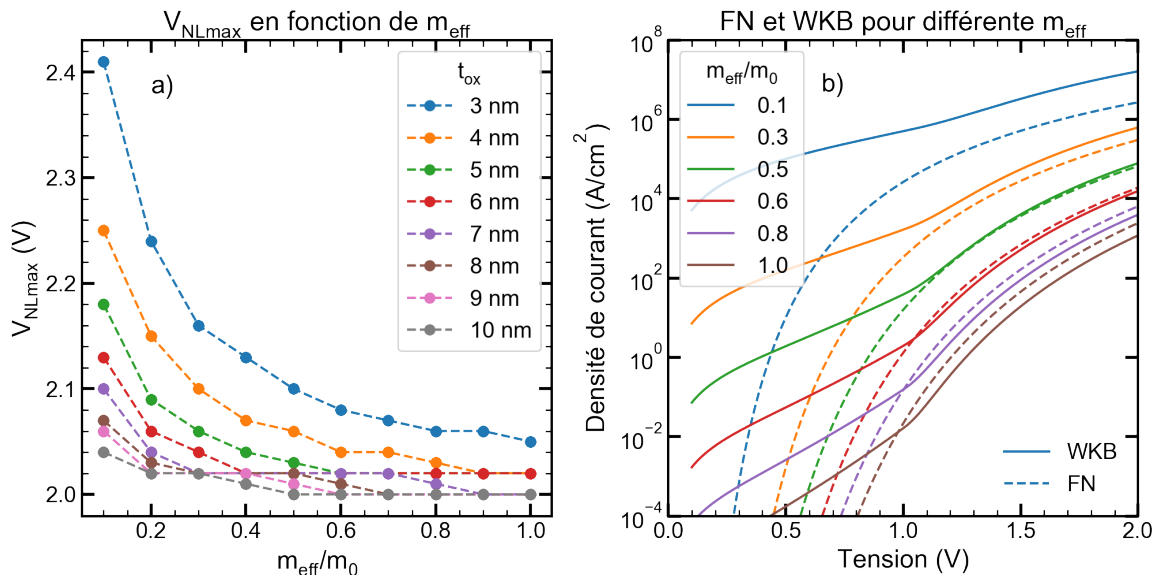 V_NLmax en fonction de m_eff
a)
t_ox
3 nm
4 nm
5 nm
6 nm
7 nm
8 nm
9 nm
10 nm
2.4
2.3
2.2
2.1
2.0
V_NLmax (V)
0.2 0.4 0.6 0.8 1.0
m_eff/m_0
FN et WKB pour différente m_eff
b)
m_eff/m_0
0.1
0.3
0.5
0.6
0.8
1.0
WKB
FN
10^8
10^6
10^4
10^2
10^0
10^−2
10^−4
Densité de courant (A/cm^2)
0.0 0.5 1.0 1.5 2.0
Tension (V)